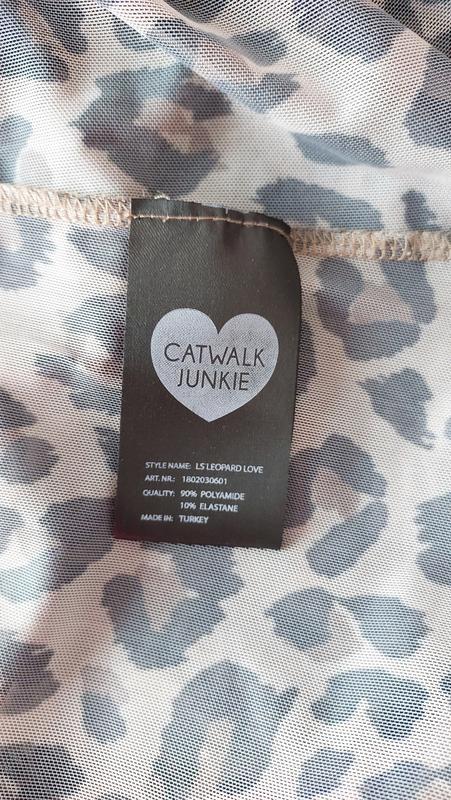 CATWALK
JUNKIE
STYLE NAME: LS LEOPARD LOVE
ART. NR.: 1802030601
QUALITY: 90% POLYAMIDE
10% ELASTANE
MADE IN: TURKEY